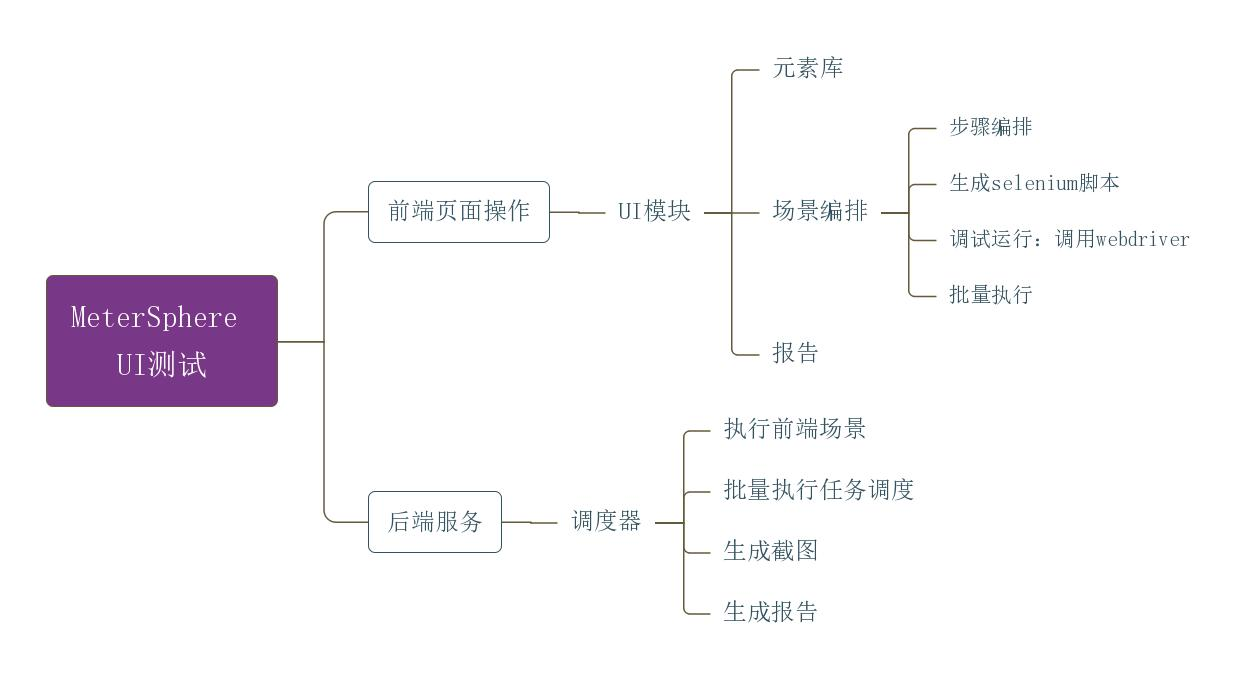 MeterSphere
UI测试
前端页面操作
UI模块
元素库
场景编排
步骤编排
生成selenium脚本
调试运行：调用webdriver
批量执行
报告
后端服务
调度器
执行前端场景
批量执行任务调度
生成截图
生成报告